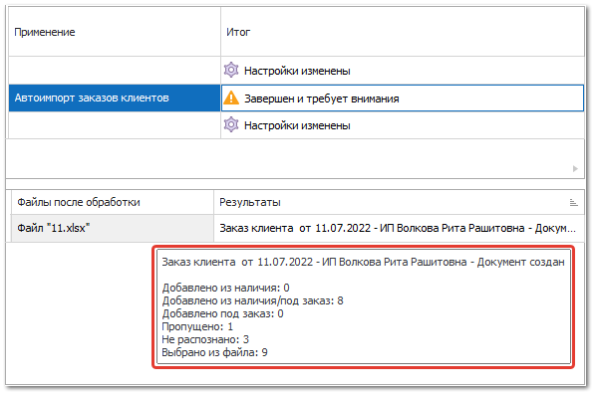 Применение Итог
Настройки изменены
Автоимпорт заказов клиентов Завершен и требует внимания
Настройки изменены
Файлы после обработки Результаты
Файл "11.xlsx" Заказ клиента от 11.07.2022 - ИП Волкова Рита Рашитовна - Докум...
Заказ клиента от 11.07.2022 - ИП Волкова Рита Рашитовна - Документ создан
Добавлено из наличия: 0
Добавлено из наличия/под заказ: 8
Добавлено под заказ: 0
Пропущено: 1
Не распознано: 3
Выбрано из файла: 9